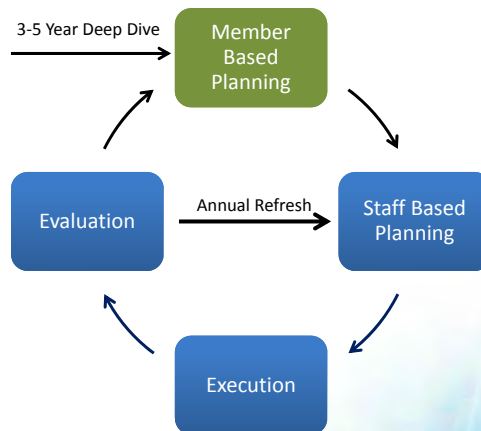 3-5 Year Deep Dive
Member
Based
Planning
Evaluation
Annual Refresh
Staff Based
Planning
Execution